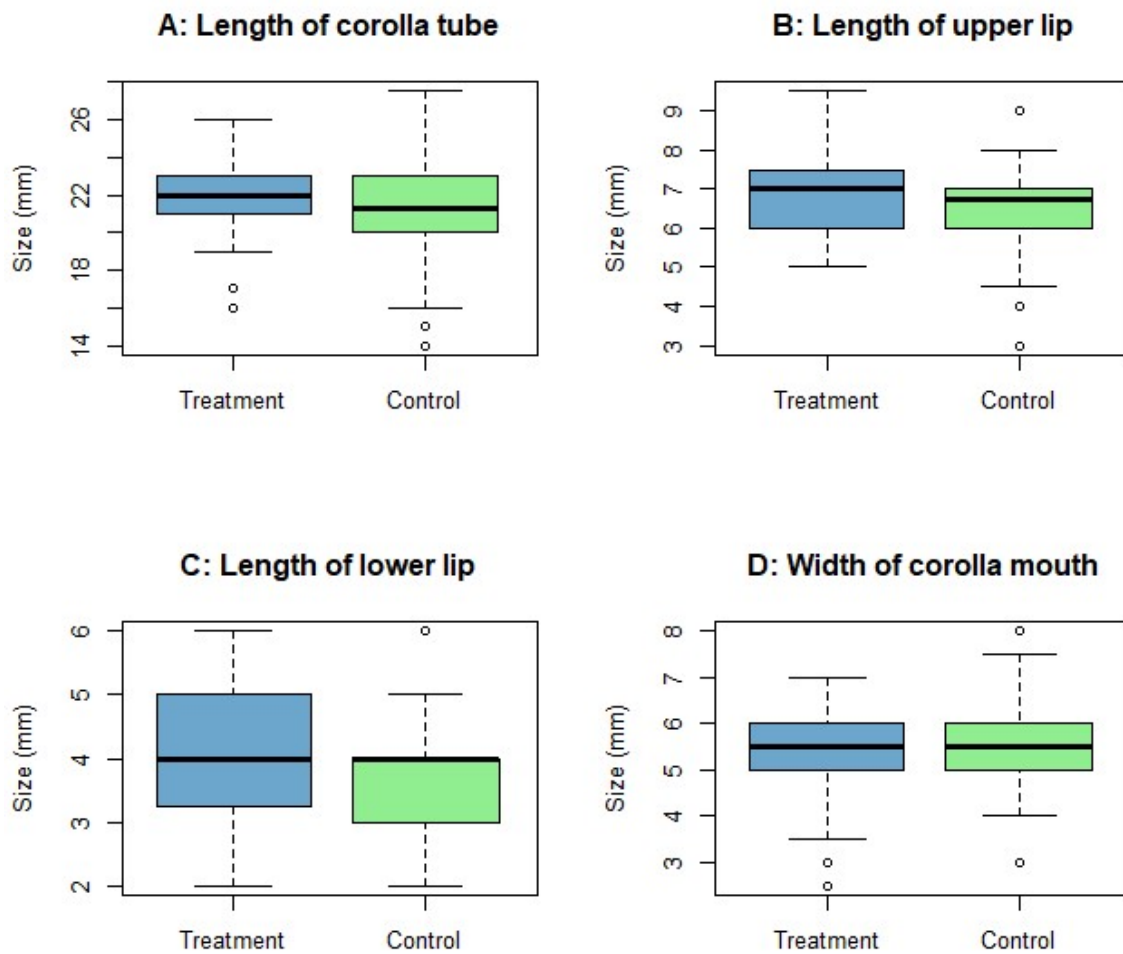 A: Length of corolla tube
Size (mm)
26
22
18
14
Treatment
Control
B: Length of upper lip
Size (mm)
9
8
7
6
5
4
3
Treatment
Control
C: Length of lower lip
Size (mm)
6
5
4
3
2
Treatment
Control
D: Width of corolla mouth
Size (mm)
8
7
6
5
4
3
Treatment
Control